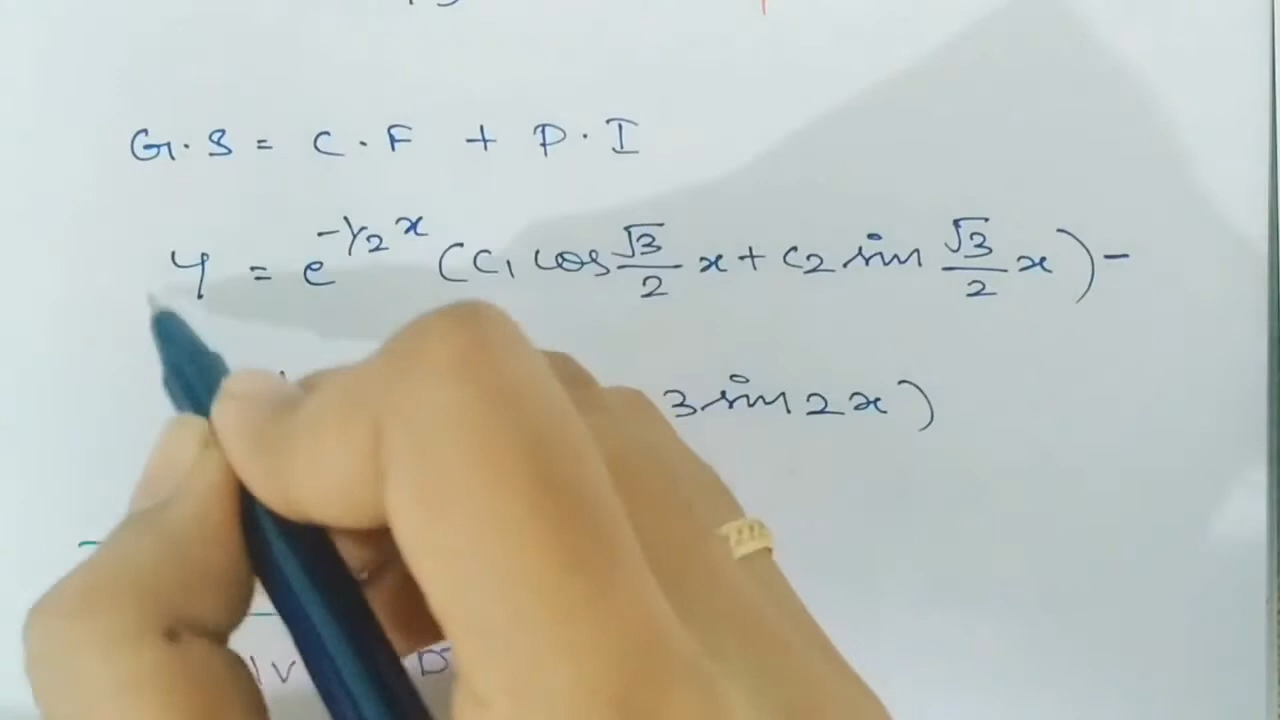 G.S = C.F + P.I
y = e^{-1/2 x} (C₁ cos √3/2 x + C₂ sin √3/2 x) -
3 sin 2x)